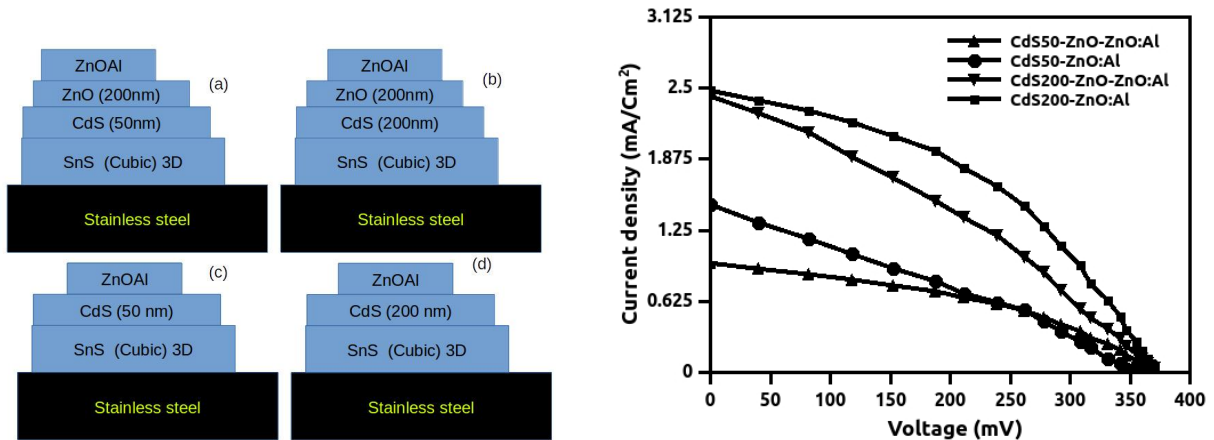 ZnOAl
(a)
ZnO (200nm)
CdS (50nm)
SnS (Cubic) 3D
Stainless steel
ZnOAl
(b)
ZnO (200nm)
CdS (200nm)
SnS (Cubic) 3D
Stainless steel
ZnOAl
(c)
CdS (50 nm)
SnS (Cubic) 3D
Stainless steel
ZnOAl
(d)
CdS (200 nm)
SnS (Cubic) 3D
Stainless steel
Current density (mA/Cm²)
3.125
2.5
1.875
1.25
0.625
0
CdS50-ZnO-ZnO:Al
CdS50-ZnO:Al
CdS200-ZnO-ZnO:Al
CdS200-ZnO:Al
0 50 100 150 200 250 300 350 400
Voltage (mV)